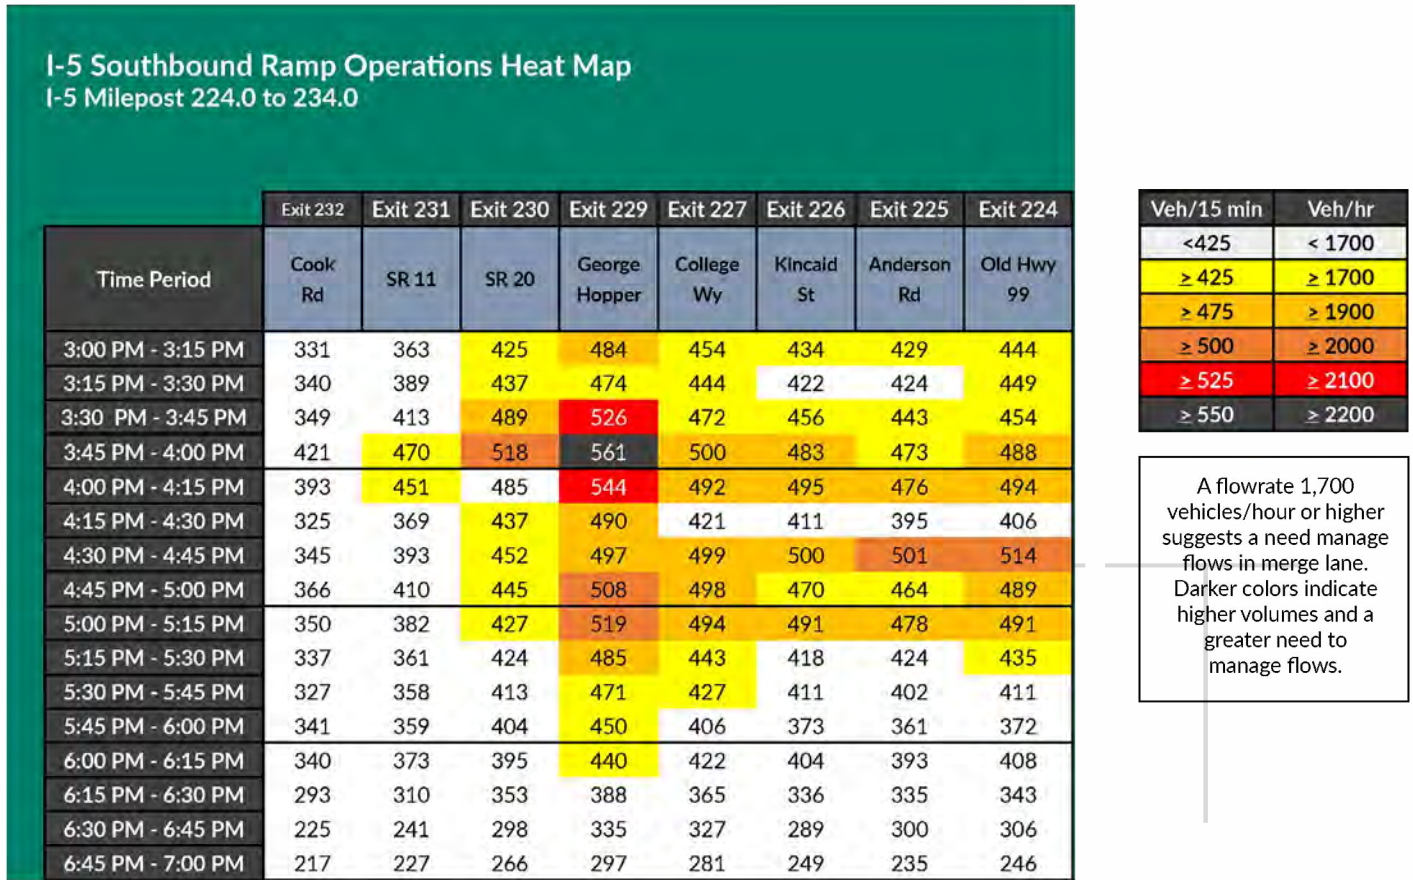 I-5 Southbound Ramp Operations Heat Map
I-5 Milepost 224.0 to 234.0
Exit 232 Exit 231 Exit 230 Exit 229 Exit 227 Exit 226 Exit 225 Exit 224
Time Period Cook Rd SR 11 SR 20 George Hopper College Wy Kincaid St Anderson Rd Old Hwy 99
3:00 PM - 3:15 PM 331 363 425 484 454 434 429 444
3:15 PM - 3:30 PM 340 389 437 474 444 422 424 449
3:30 PM - 3:45 PM 349 413 489 526 472 456 443 454
3:45 PM - 4:00 PM 421 470 518 561 500 483 473 488
4:00 PM - 4:15 PM 393 451 485 544 492 495 476 494
4:15 PM - 4:30 PM 325 369 437 490 421 411 395 406
4:30 PM - 4:45 PM 345 393 452 497 499 500 501 514
4:45 PM - 5:00 PM 366 410 445 508 498 470 464 489
5:00 PM - 5:15 PM 350 382 427 519 494 491 478 491
5:15 PM - 5:30 PM 337 361 424 485 443 418 424 435
5:30 PM - 5:45 PM 327 358 413 471 427 411 402 411
5:45 PM - 6:00 PM 341 359 404 450 406 373 361 372
6:00 PM - 6:15 PM 340 373 395 440 422 404 393 408
6:15 PM - 6:30 PM 293 310 353 388 365 336 335 343
6:30 PM - 6:45 PM 225 241 298 335 327 289 300 306
6:45 PM - 7:00 PM 217 227 266 297 281 249 235 246
Veh/15 min Veh/hr
<425 < 1700
≥ 425 ≥ 1700
≥ 475 ≥ 1900
≥ 500 ≥ 2000
≥ 525 ≥ 2100
≥ 550 ≥ 2200
A flowrate 1,700
vehicles/hour or higher
suggests a need manage
flows in merge lane.
Darker colors indicate
higher volumes and a
greater need to
manage flows.